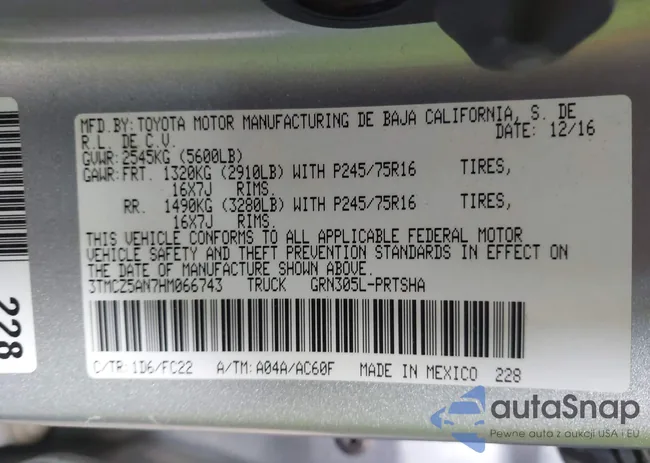 MFD.BY:TOYOTA MOTOR MANUFACTURING DE BAJA CALIFORNIA, S. DE
R.L. DE C.V.
DATE: 12/16
GVWR:2545KG (5600LB)
GAWR:FRT. 1320KG (2910LB) WITH P245/75R16 TIRES,
16X7J RIMS.
RR. 1490KG (3280LB) WITH P245/75R16 TIRES,
16X7J RIMS.
THIS VEHICLE CONFORMS TO ALL APPLICABLE FEDERAL MOTOR
VEHICLE SAFETY AND THEFT PREVENTION STANDARDS IN EFFECT ON
THE DATE OF MANUFACTURE SHOWN ABOVE.
3TMCZ5AN7HM066743 TRUCK GRN305L-PRTSHA
C/TR:1D6/FC22 A/TM:A04A/AC60F MADE IN MEXICO 228
228
autaSnap
Pewne auto z aukcji USA i EU